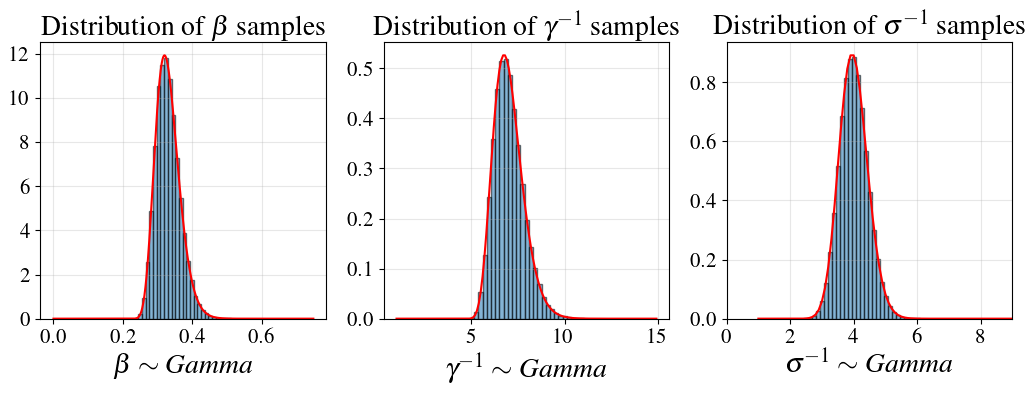 Distribution of β samples
12
10
8
6
4
2
0
0.0 0.2 0.4 0.6
β ∼ Gamma
Distribution of γ⁻¹ samples
0.5
0.4
0.3
0.2
0.1
0.0
5 10 15
γ⁻¹ ∼ Gamma
Distribution of σ⁻¹ samples
0.8
0.6
0.4
0.2
0.0
0 2 4 6 8
σ⁻¹ ∼ Gamma